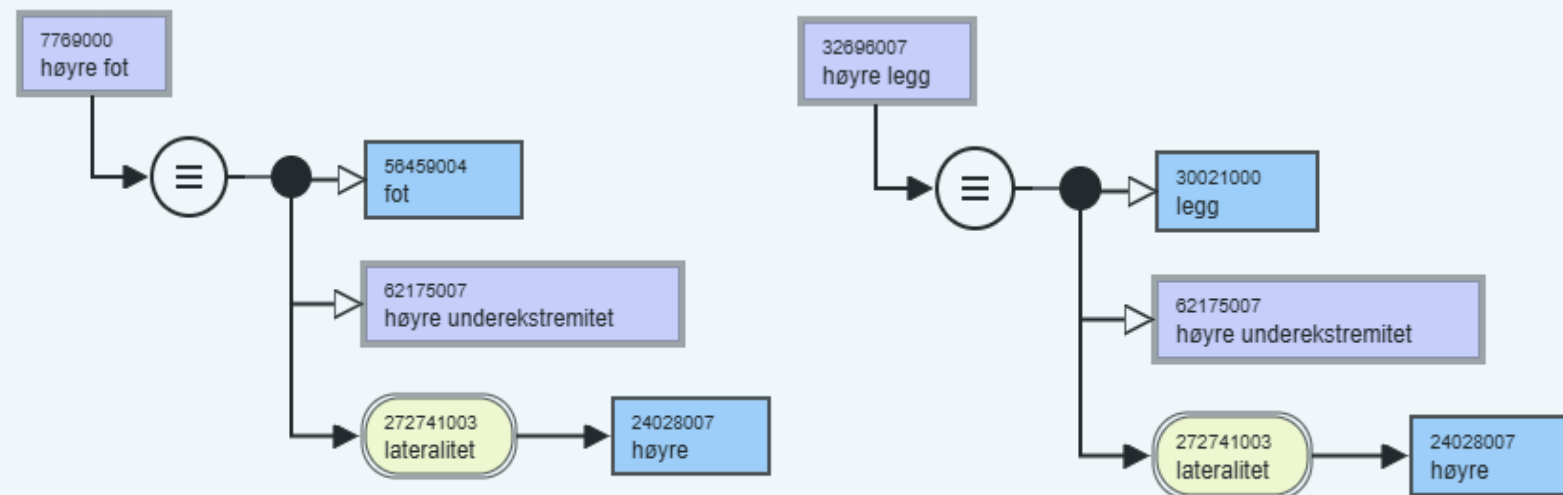 7769000
høyre fot
56459004
fot
62175007
høyre underekstremitet
272741003
lateralitet
24028007
høyre
32696007
høyre legg
30021000
legg
62175007
høyre underekstremitet
272741003
lateralitet
24028007
høyre